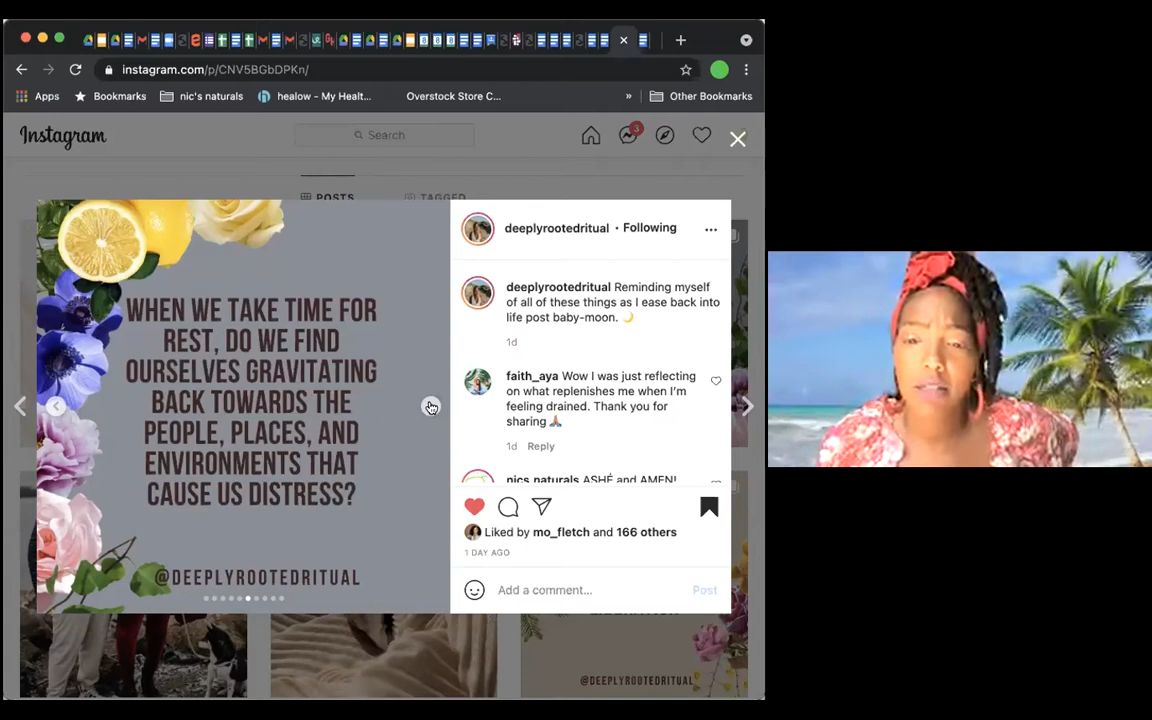 instagram.com/p/CNV5BGbDPKn/
Apps
Bookmarks
nic's naturals
healow - My Healt...
Overstock Store C...
»
Other Bookmarks
Instagram
Search
3
POSTS
TAGGED
WHEN WE TAKE TIME FOR
REST, DO WE FIND
OURSELVES GRAVITATING
BACK TOWARDS THE
PEOPLE, PLACES, AND
ENVIRONMENTS THAT
CAUSE US DISTRESS?
@DEEPLYROOTEDRITUAL
deeplyrootedritual • Following
deeplyrootedritual Reminding myself
of all of these things as I ease back into
life post baby-moon. 🌙
1d
faith_aya Wow I was just reflecting
on what replenishes me when I'm
feeling drained. Thank you for
sharing 🙏🏽
1d Reply
nics_naturals ASHÉ and AMEN!
Liked by mo_fletch and 166 others
1 DAY AGO
Add a comment...
Post
@DEEPLYROOTEDRITUAL